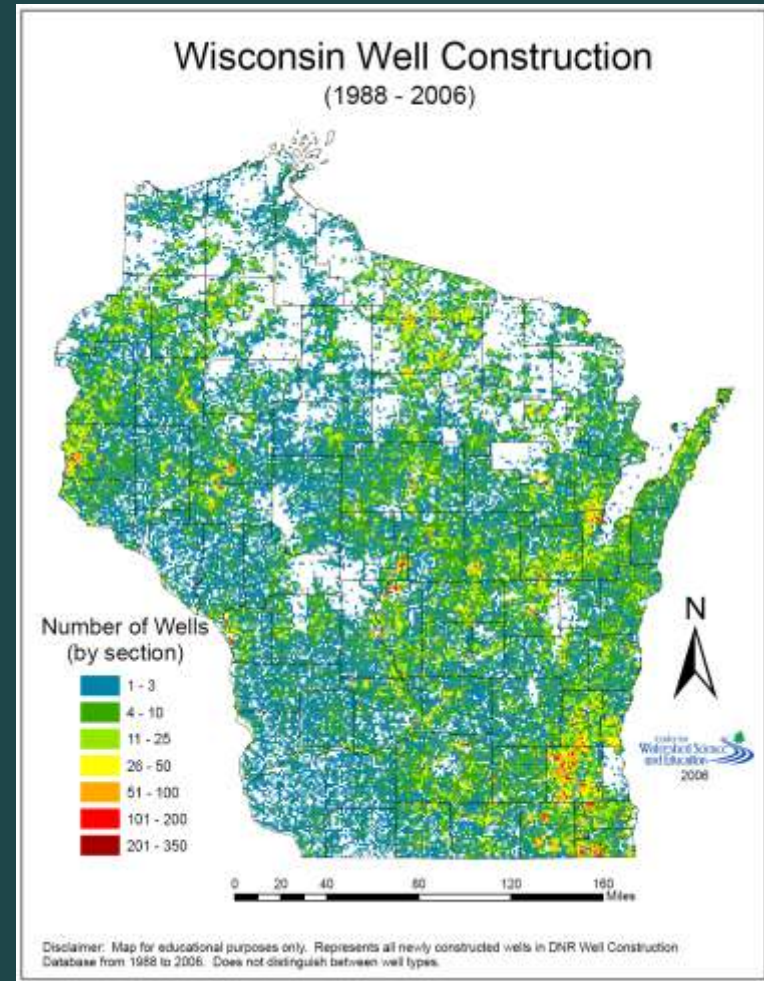 Wisconsin Well Construction
(1988 - 2006)
N
Number of Wells
(by section)
1 - 3
4 - 10
11 - 25
26 - 50
51 - 100
101 - 200
201 - 350
Center for
Watershed Science
and Education
2008
0 20 40 80 120 160
Miles
Disclaimer: Map for educational purposes only. Represents all newly constructed wells in DNR Well Construction
Database from 1988 to 2006. Does not distinguish between well types.